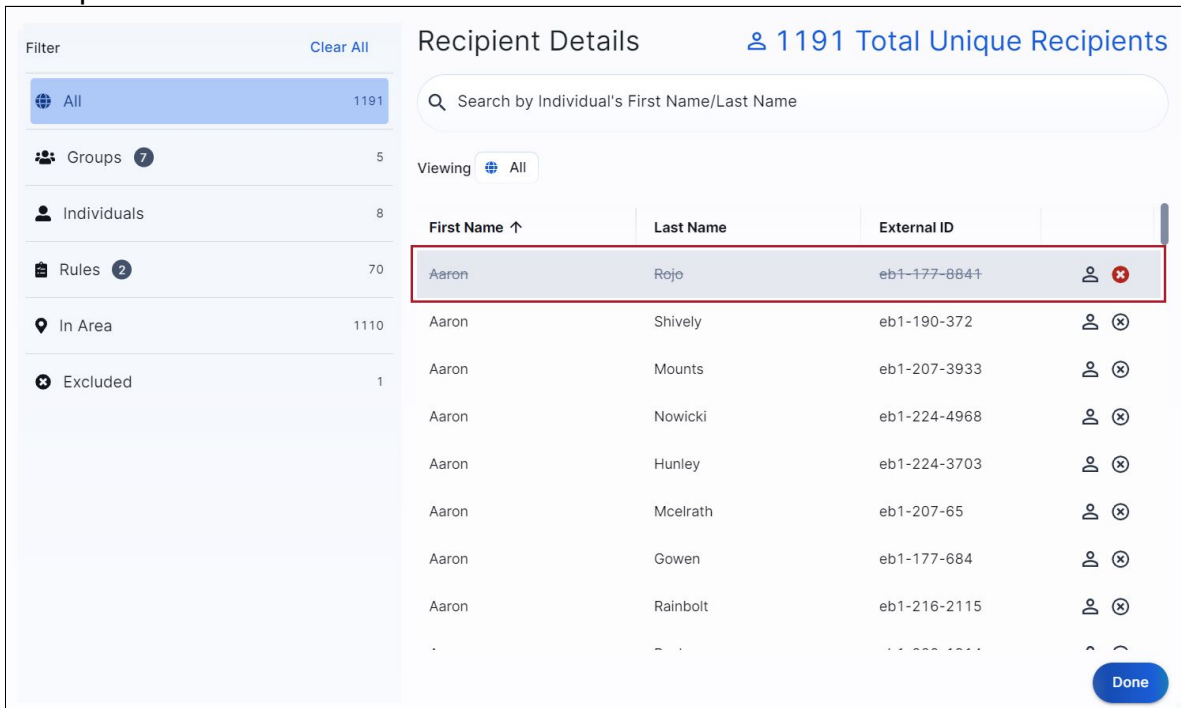 Filter
Clear All
All 1191
Groups 7 5
Individuals 8
Rules 2 70
In Area 1110
Excluded 1
Recipient Details
1191 Total Unique Recipients
Search by Individual's First Name/Last Name
Viewing All
First Name ↑ Last Name External ID
Aaron Rojo eb1-177-8841
Aaron Shively eb1-190-372
Aaron Mounts eb1-207-3933
Aaron Nowicki eb1-224-4968
Aaron Hunley eb1-224-3703
Aaron Mcelrath eb1-207-65
Aaron Gowen eb1-177-684
Aaron Rainbolt eb1-216-2115
Done